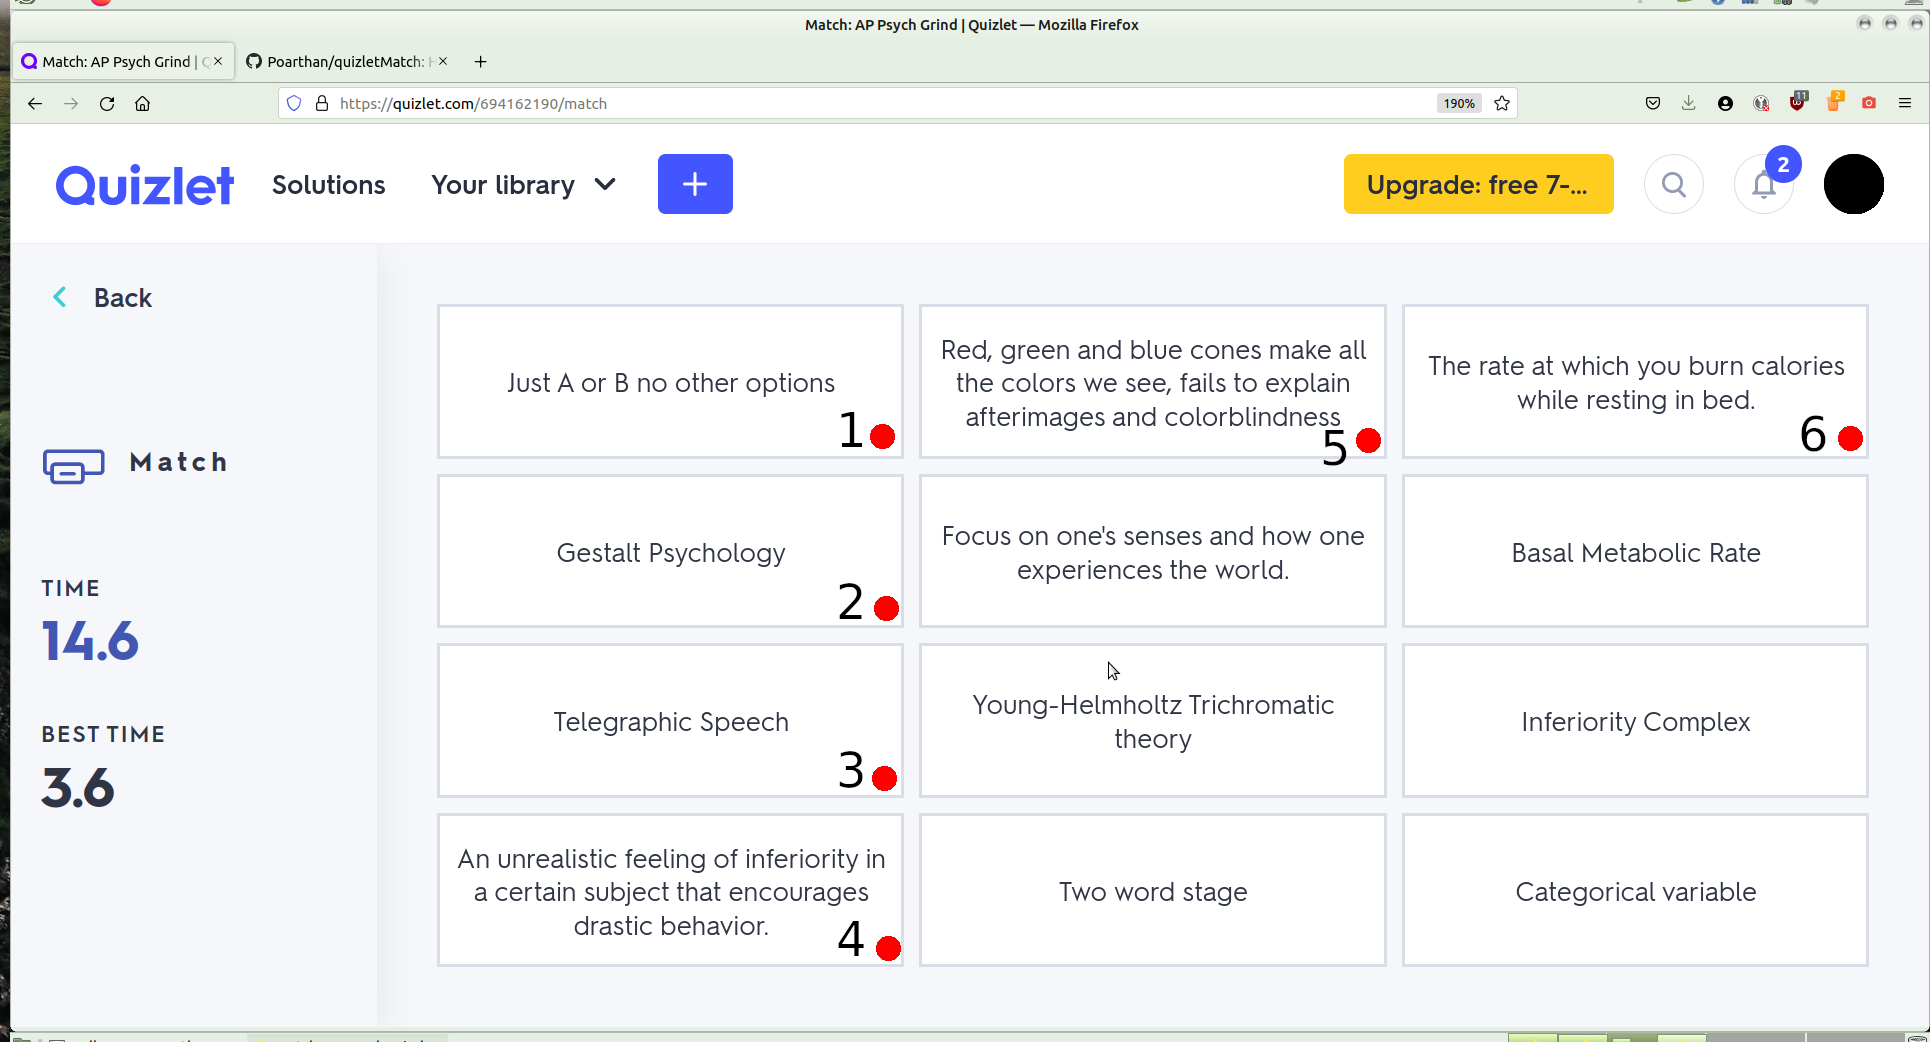 Match: AP Psych Grind | Quizlet — Mozilla Firefox
Match: AP Psych Grind |
Poarthan/quizletMatch:
https://quizlet.com/694162190/match
190%
11
2
Quizlet
Solutions
Your library
+
Upgrade: free 7-...
2
Back
Match
TIME
14.6
BEST TIME
3.6
Just A or B no other options
1
Red, green and blue cones make all
the colors we see, fails to explain
afterimages and colorblindness
5
The rate at which you burn calories
while resting in bed.
6
Gestalt Psychology
2
Focus on one's senses and how one
experiences the world.
Basal Metabolic Rate
Telegraphic Speech
3
Young-Helmholtz Trichromatic
theory
Inferiority Complex
An unrealistic feeling of inferiority in
a certain subject that encourages
drastic behavior.
4
Two word stage
Categorical variable